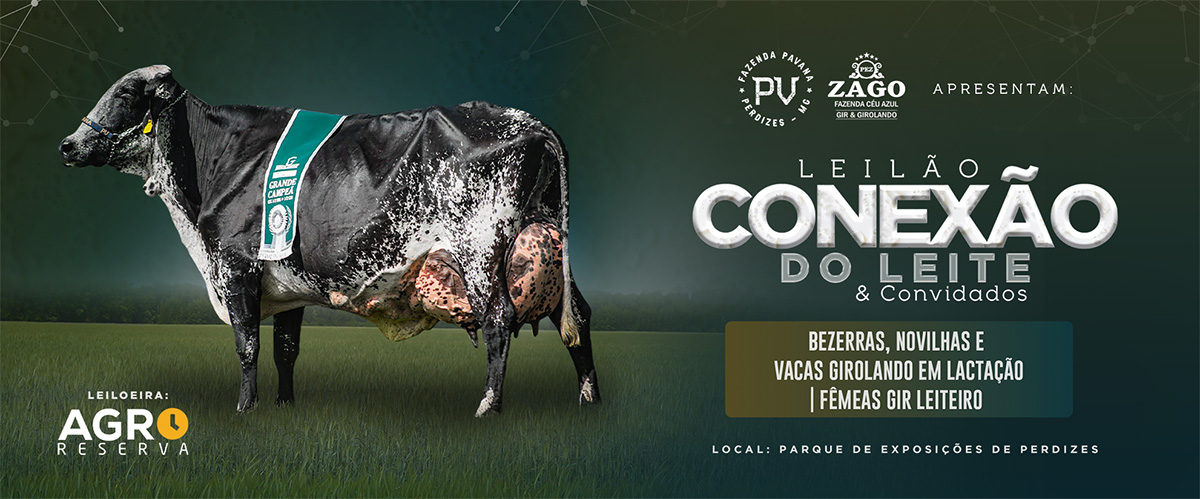 FAZENDA PAVANA
PV
PERDIZES - MG
PEZ
ZAGO
FAZENDA CÉU AZUL
GIR & GIROLANDO
APRESENTAM:
LEILÃO
CONEXÃO
DO LEITE
& Convidados
BEZERRAS, NOVILHAS E
VACAS GIROLANDO EM LACTAÇÃO
| FÊMEAS GIR LEITEIRO
LOCAL: PARQUE DE EXPOSIÇÕES DE PERDIZES
GRANDE
CAMPEÃ
LEILOEIRA:
AGRO
RESERVA